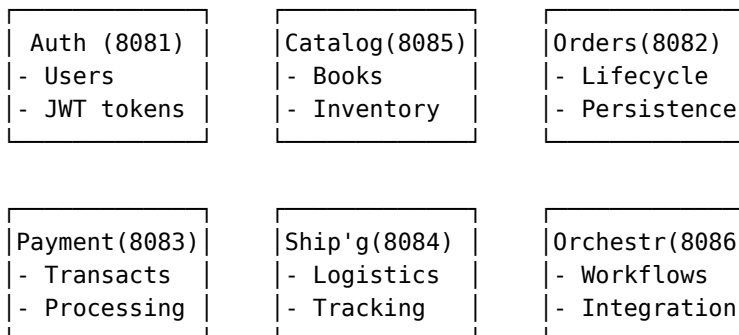 Auth (8081)
Catalog(8085)
Orders(8082)
- Users
- Books
- Lifecycle
- JWT tokens
- Inventory
- Persistence
Payment(8083)
Ship'g(8084)
Orchestr(8086
- Transacts
- Logistics
- Workflows
- Processing
- Tracking
- Integration